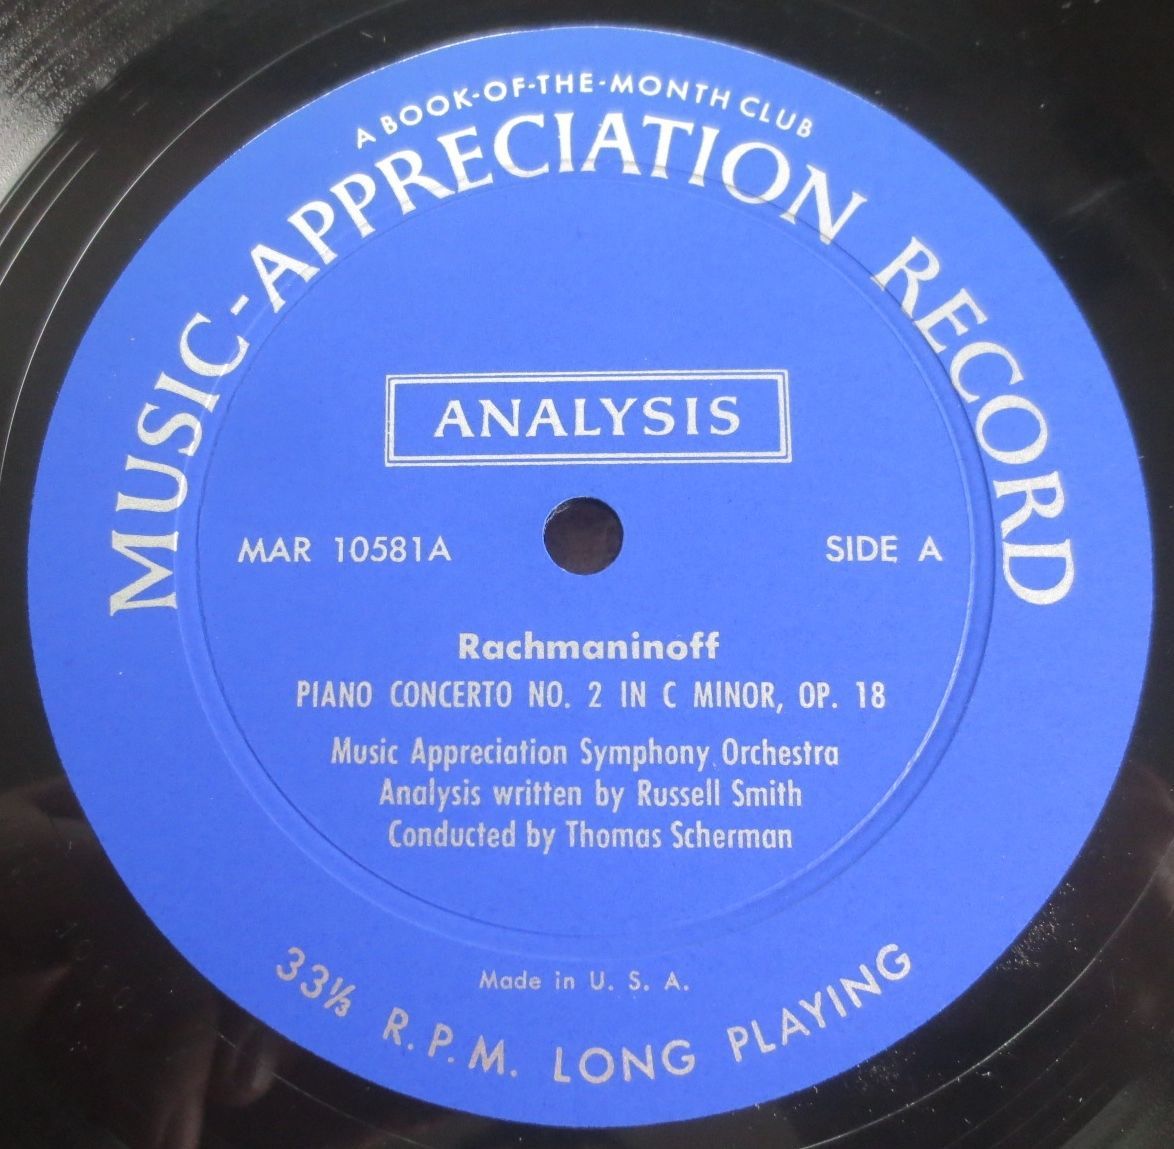 A BOOK-OF-THE-MONTH CLUB
MUSIC-APPRECIATION RECORD
ANALYSIS
MAR 10581A
SIDE A
Rachmaninoff
PIANO CONCERTO NO. 2 IN C MINOR, OP. 18
Music Appreciation Symphony Orchestra
Analysis written by Russell Smith
Conducted by Thomas Scherman
Made in U. S. A.
33⅓ R.P.M. LONG PLAYING